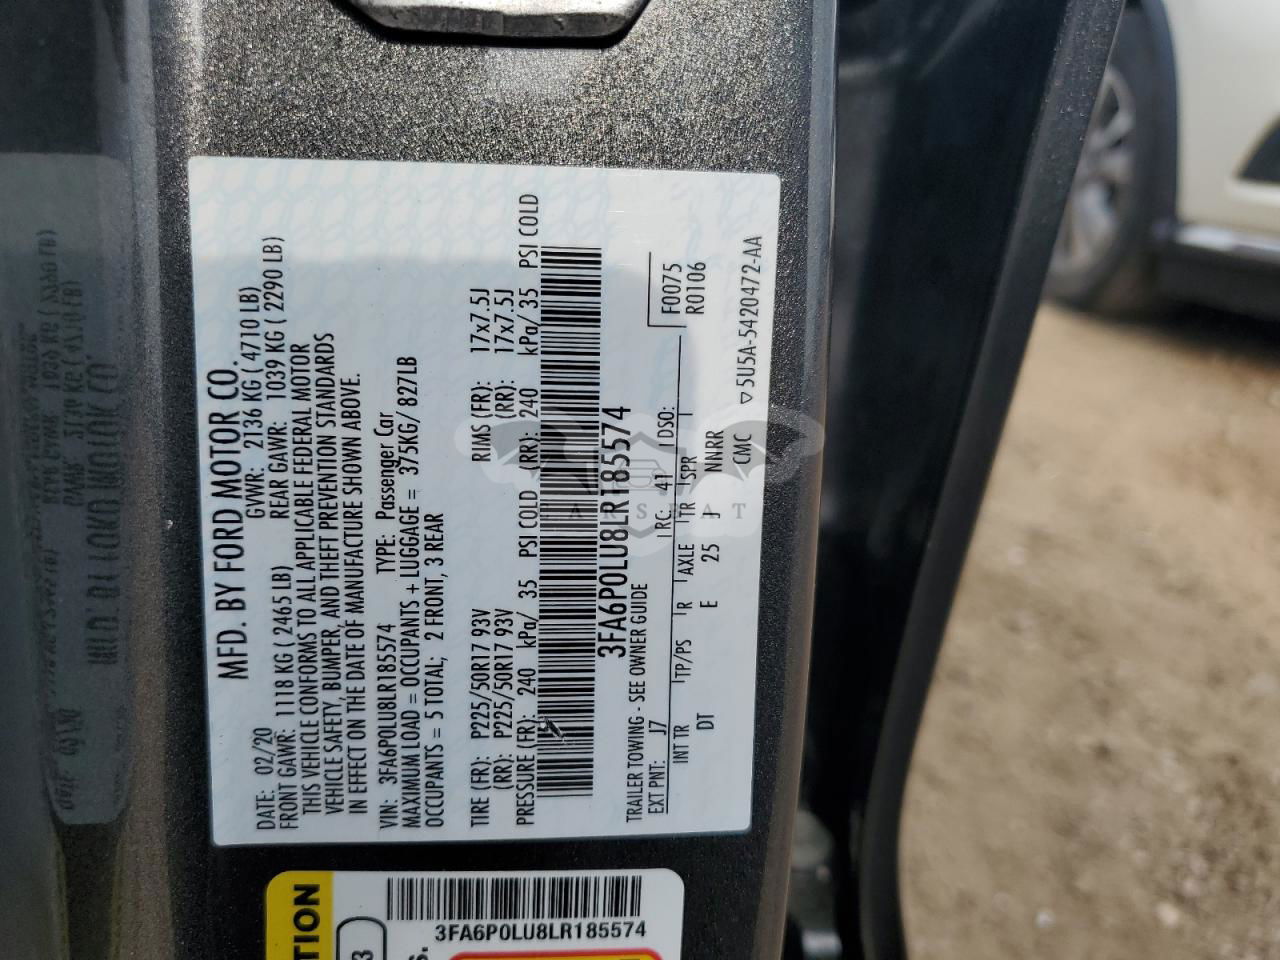 MFD. BY FORD MOTOR CO.
DATE: 02/20 GVWR: 2136 KG ( 4710 LB)
FRONT GAWR: 1118 KG ( 2465 LB) REAR GAWR: 1039 KG ( 2290 LB)
THIS VEHICLE CONFORMS TO ALL APPLICABLE FEDERAL MOTOR
VEHICLE SAFETY, BUMPER, AND THEFT PREVENTION STANDARDS
IN EFFECT ON THE DATE OF MANUFACTURE SHOWN ABOVE.
VIN: 3FA6P0LU8LR185574 TYPE: Passenger Car
MAXIMUM LOAD = OCCUPANTS + LUGGAGE = 375KG/ 827LB
OCCUPANTS = 5 TOTAL; 2 FRONT, 3 REAR
TIRE (FR): P225/50R17 93V RIMS (FR): 17x7.5J
(RR): P225/50R17 93V (RR): 17x7.5J
PRESSURE (FR): 240 kPa/ 35 PSI COLD (RR): 240 kPa/ 35 PSI COLD
3FA6P0LU8LR185574
TRAILER TOWING - SEE OWNER GUIDE F0075
EXT PNT: J7 RC: 41 DSO: R0106
INT TR TP/PS R AXLE TR SPR
DT E 25 J NNRR
CMC ▽5U5A-5420472-AA
CARSEAT
3FA6P0LU8LR185574
TION